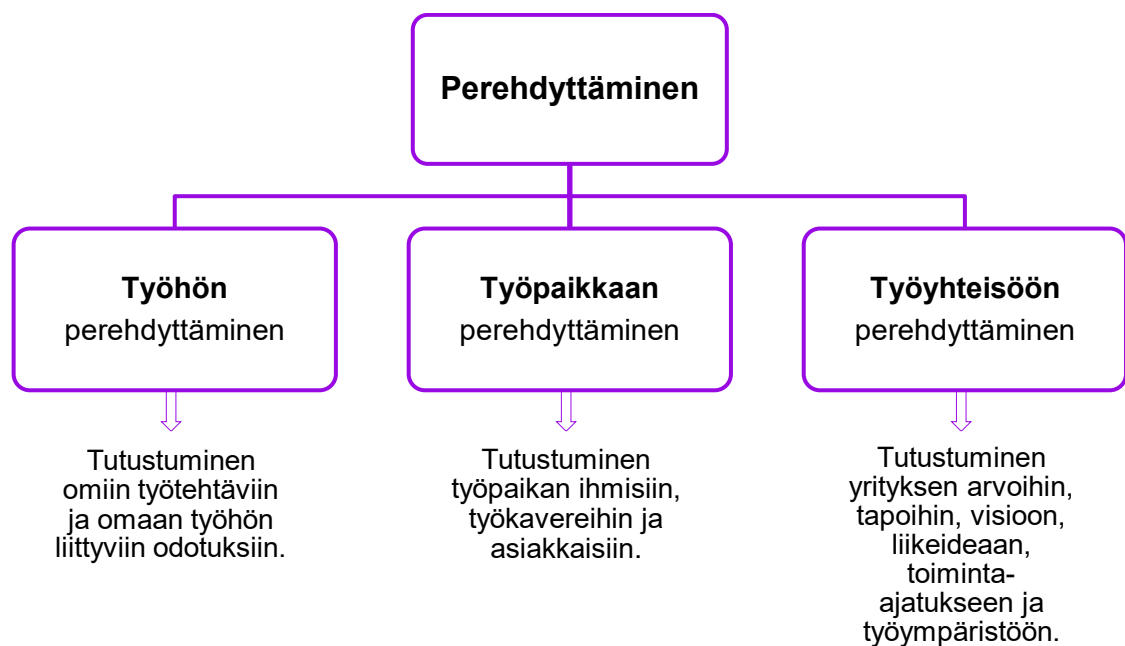 Perehdyttäminen
Työhön
perehdyttäminen
Työpaikkaan
perehdyttäminen
Työyhteisöön
perehdyttäminen
Tutustuminen
omiin työtehtäviin
ja omaan työhön
liittyviin odotuksiin.
Tutustuminen
työpaikan ihmisiin,
työkavereihin ja
asiakkaisiin.
Tutustuminen
yrityksen arvoihin,
tapoihin, visioon,
liikeideaan,
toiminta-
ajatukseen ja
työympäristöön.